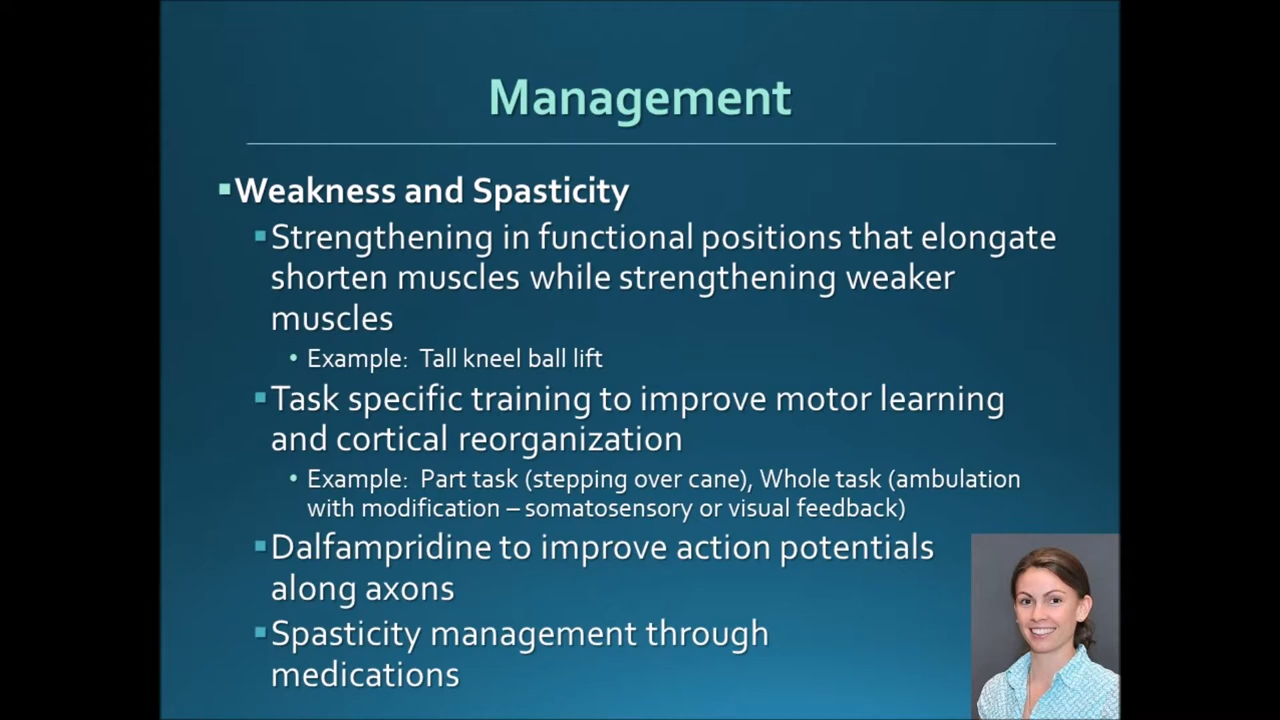 Management
▪Weakness and Spasticity
▪Strengthening in functional positions that elongate
shorten muscles while strengthening weaker
muscles
• Example: Tall kneel ball lift
▪Task specific training to improve motor learning
and cortical reorganization
• Example: Part task (stepping over cane), Whole task (ambulation
with modification – somatosensory or visual feedback)
▪Dalfampridine to improve action potentials
along axons
▪Spasticity management through
medications